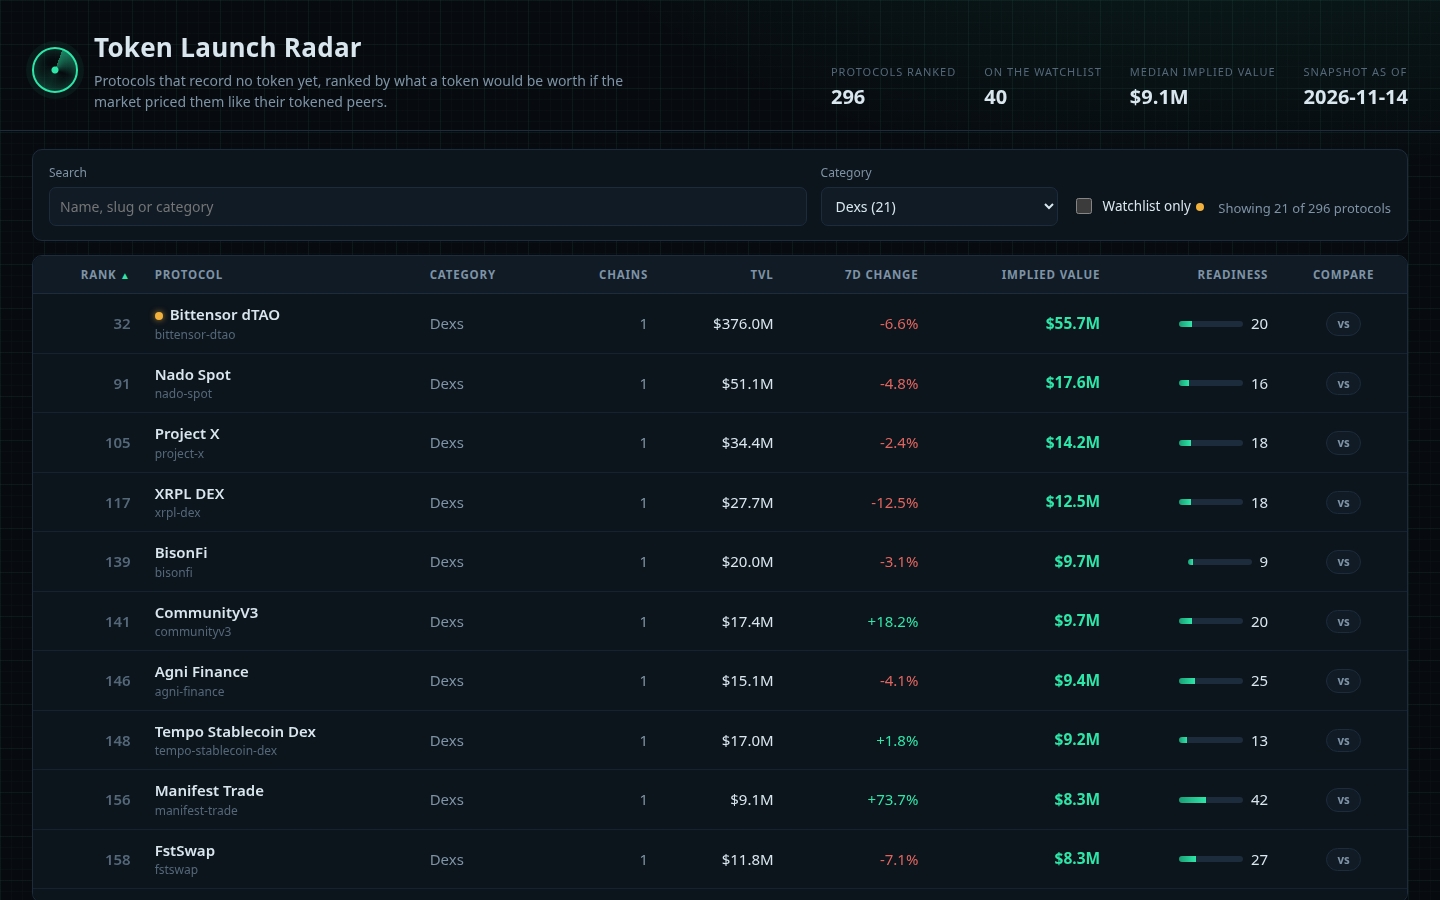 Token Launch Radar
Protocols that record no token yet, ranked by what a token would be worth if the
market priced them like their tokened peers.
PROTOCOLS RANKED ON THE WATCHLIST MEDIAN IMPLIED VALUE SNAPSHOT AS OF
296 40 $9.1M 2026-11-14
Search Category
Name, slug or category Dexs (21) Watchlist only Showing 21 of 296 protocols
RANK ▲ PROTOCOL CATEGORY CHAINS TVL 7D CHANGE IMPLIED VALUE READINESS COMPARE
32 Bittensor dTAO Dexs 1 $376.0M -6.6% $55.7M 20 vs
bittensor-dtao
91 Nado Spot Dexs 1 $51.1M -4.8% $17.6M 16 vs
nado-spot
105 Project X Dexs 1 $34.4M -2.4% $14.2M 18 vs
project-x
117 XRPL DEX Dexs 1 $27.7M -12.5% $12.5M 18 vs
xrpl-dex
139 BisonFi Dexs 1 $20.0M -3.1% $9.7M 9 vs
bisonfi
141 CommunityV3 Dexs 1 $17.4M +18.2% $9.7M 20 vs
communityv3
146 Agni Finance Dexs 1 $15.1M -4.1% $9.4M 25 vs
agni-finance
148 Tempo Stablecoin Dex Dexs 1 $17.0M +1.8% $9.2M 13 vs
tempo-stablecoin-dex
156 Manifest Trade Dexs 1 $9.1M +73.7% $8.3M 42 vs
manifest-trade
158 FstSwap Dexs 1 $11.8M -7.1% $8.3M 27 vs
fstswap